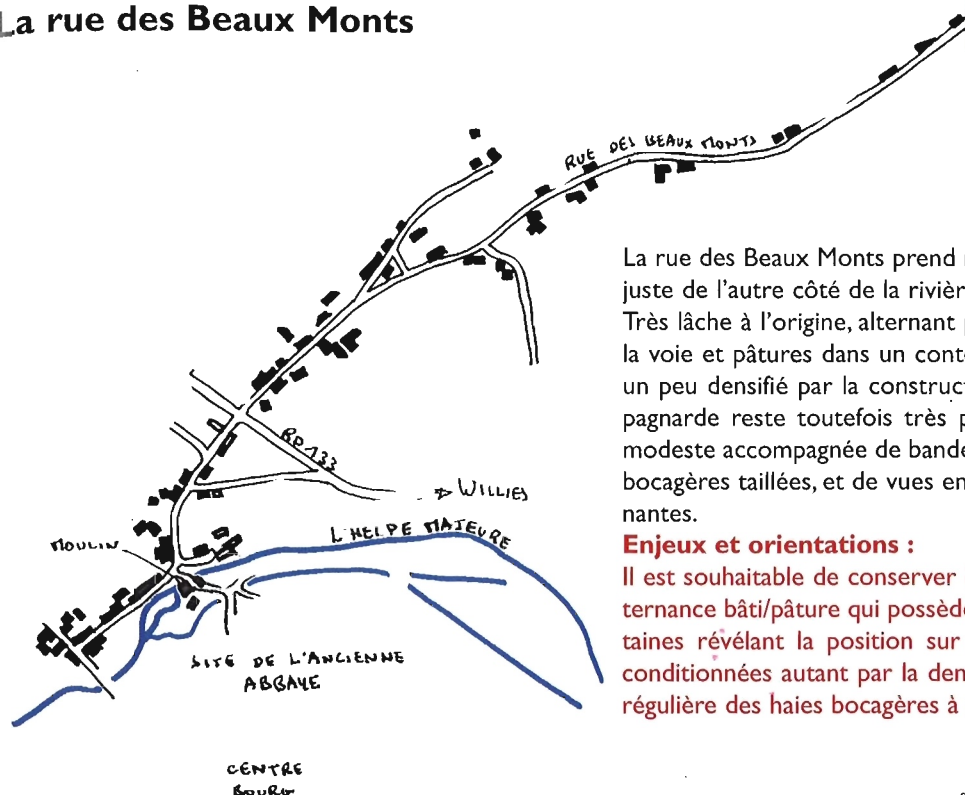 La rue des Beaux Monts
RUE DES BEAUX MONTS
La rue des Beaux Monts prend
juste de l'autre côté de la riviè
Très lâche à l'origine, alternant
la voie et pâtures dans un cont
un peu densifié par la construc
pagnarde reste toutefois très p
modeste accompagnée de band
bocagères taillées, et de vues en
nantes.
Enjeux et orientations :
Il est souhaitable de conserver
ternance bâti/pâture qui possèd
taines révélant la position sur
conditionnées autant par la den
régulière des haies bocagères à
RD 133
WILLIES
L'HELPE MAJEURE
MOULIN
SITE DE L'ANCIENNE
ABBAYE
CENTRE
BOURG